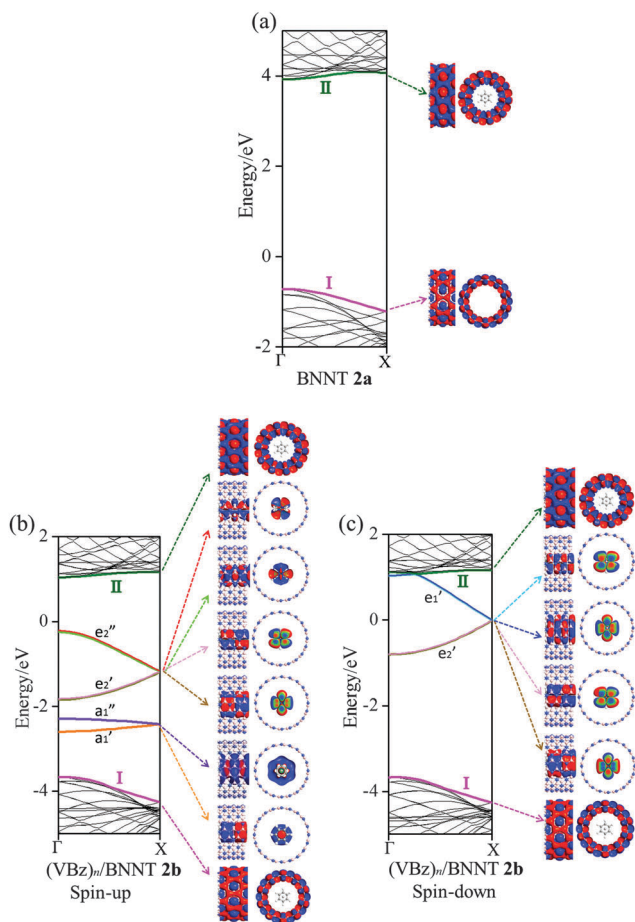 (a)
Energy/eV
4
2
0
-2
II
I
Γ
X
BNNT 2a
(b)
Energy/eV
2
0
-2
-4
II
e₂″
e₂′
a₁″
a₁′
I
Γ
X
(VBz)ₙ/BNNT 2b
Spin-up
(c)
Energy/eV
2
0
-2
-4
II
e₁′
e₂′
I
Γ
X
(VBz)ₙ/BNNT 2b
Spin-down